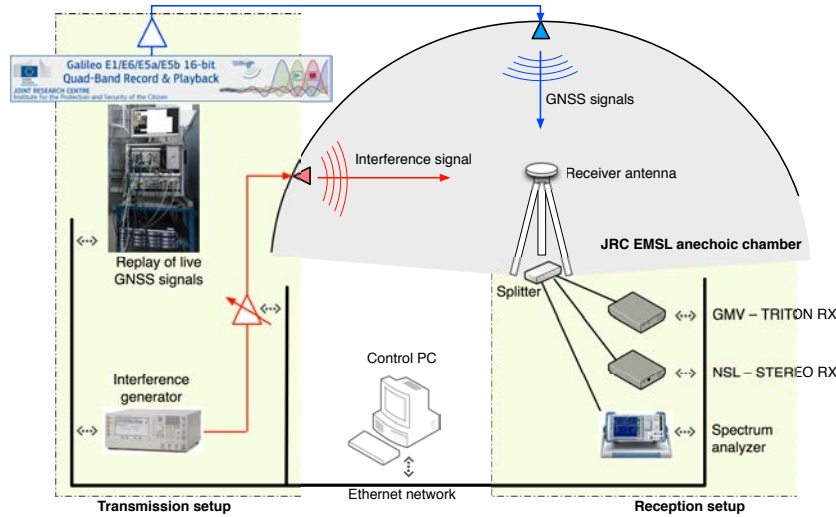 Galileo E1/E6/E5a/E5b 16-bit
Quad-Band Record & Playback
JOINT RESEARCH CENTRE
Institute for the Protection and Security of the Citizen
GNSS signals
Interference signal
Receiver antenna
JRC EMSL anechoic chamber
Replay of live
GNSS signals
Splitter
GMV – TRITON RX
Control PC
NSL – STEREO RX
Interference
generator
Spectrum
analyzer
Ethernet network
Transmission setup
Reception setup